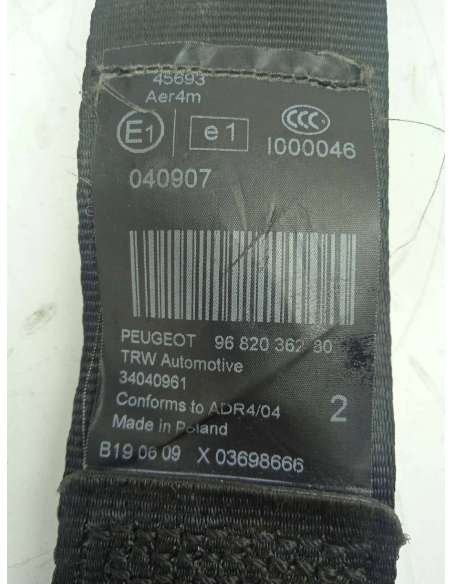 45693
Aer4m
E1 e1 CCC
I000046
040907
PEUGEOT 96 820 362 80
TRW Automotive
34040961
Conforms to ADR4/04 2
Made in Poland
B19 06 09 X 03698666